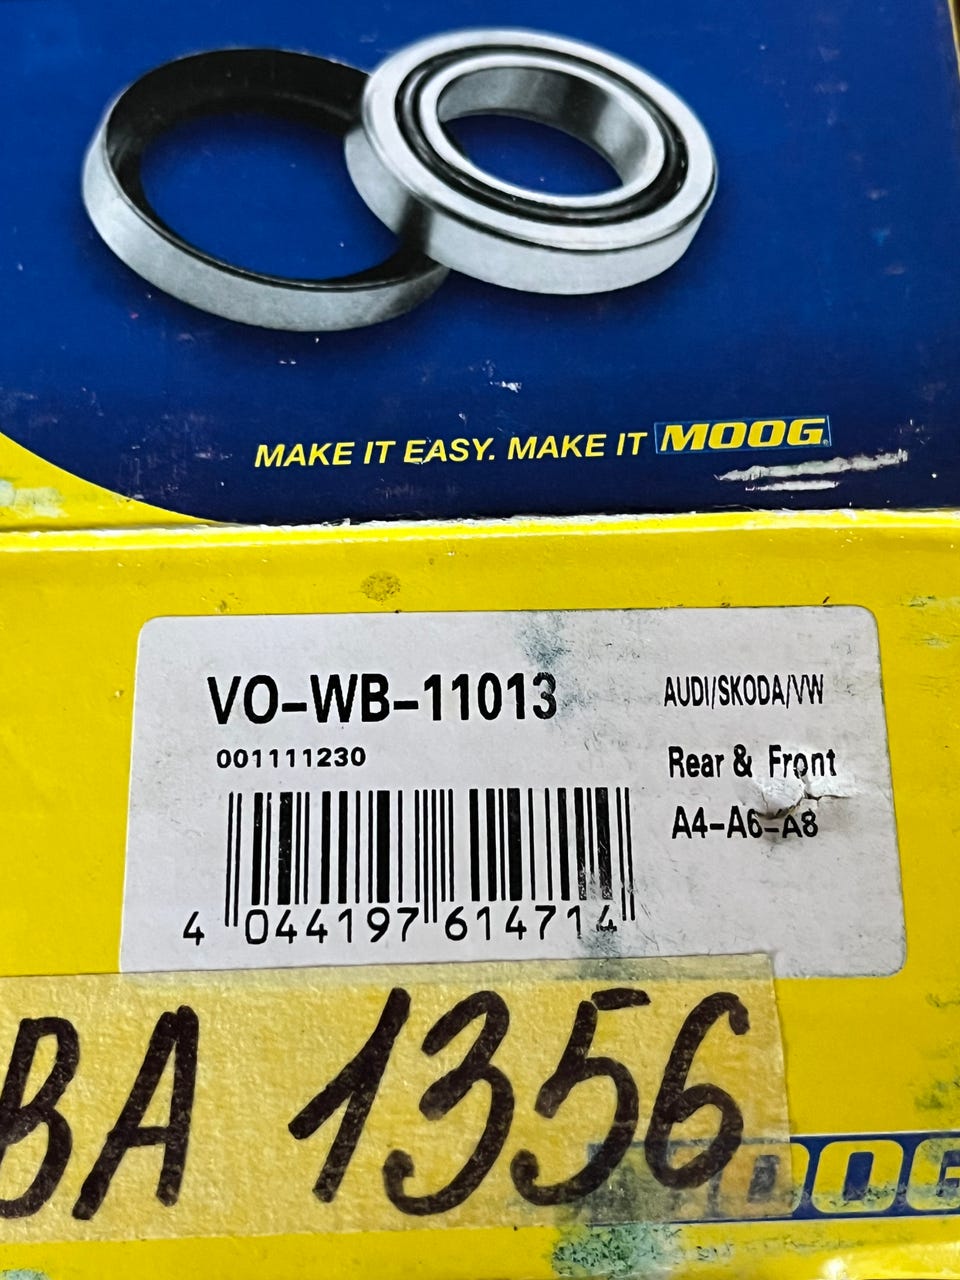 MAKE IT EASY. MAKE IT MOOG
VO-WB-11013
AUDI/SKODA/VW
001111230
Rear & Front
A4-A6-A8
4 044197 614714
BA 1356
MOOG